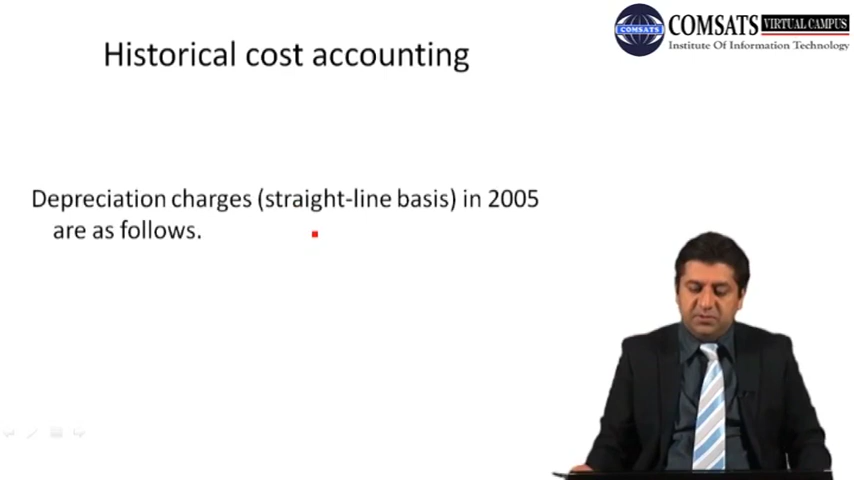 Historical cost accounting
COMSATS
COMSATS VIRTUAL CAMPUS
Institute Of Information Technology
Depreciation charges (straight-line basis) in 2005
are as follows.